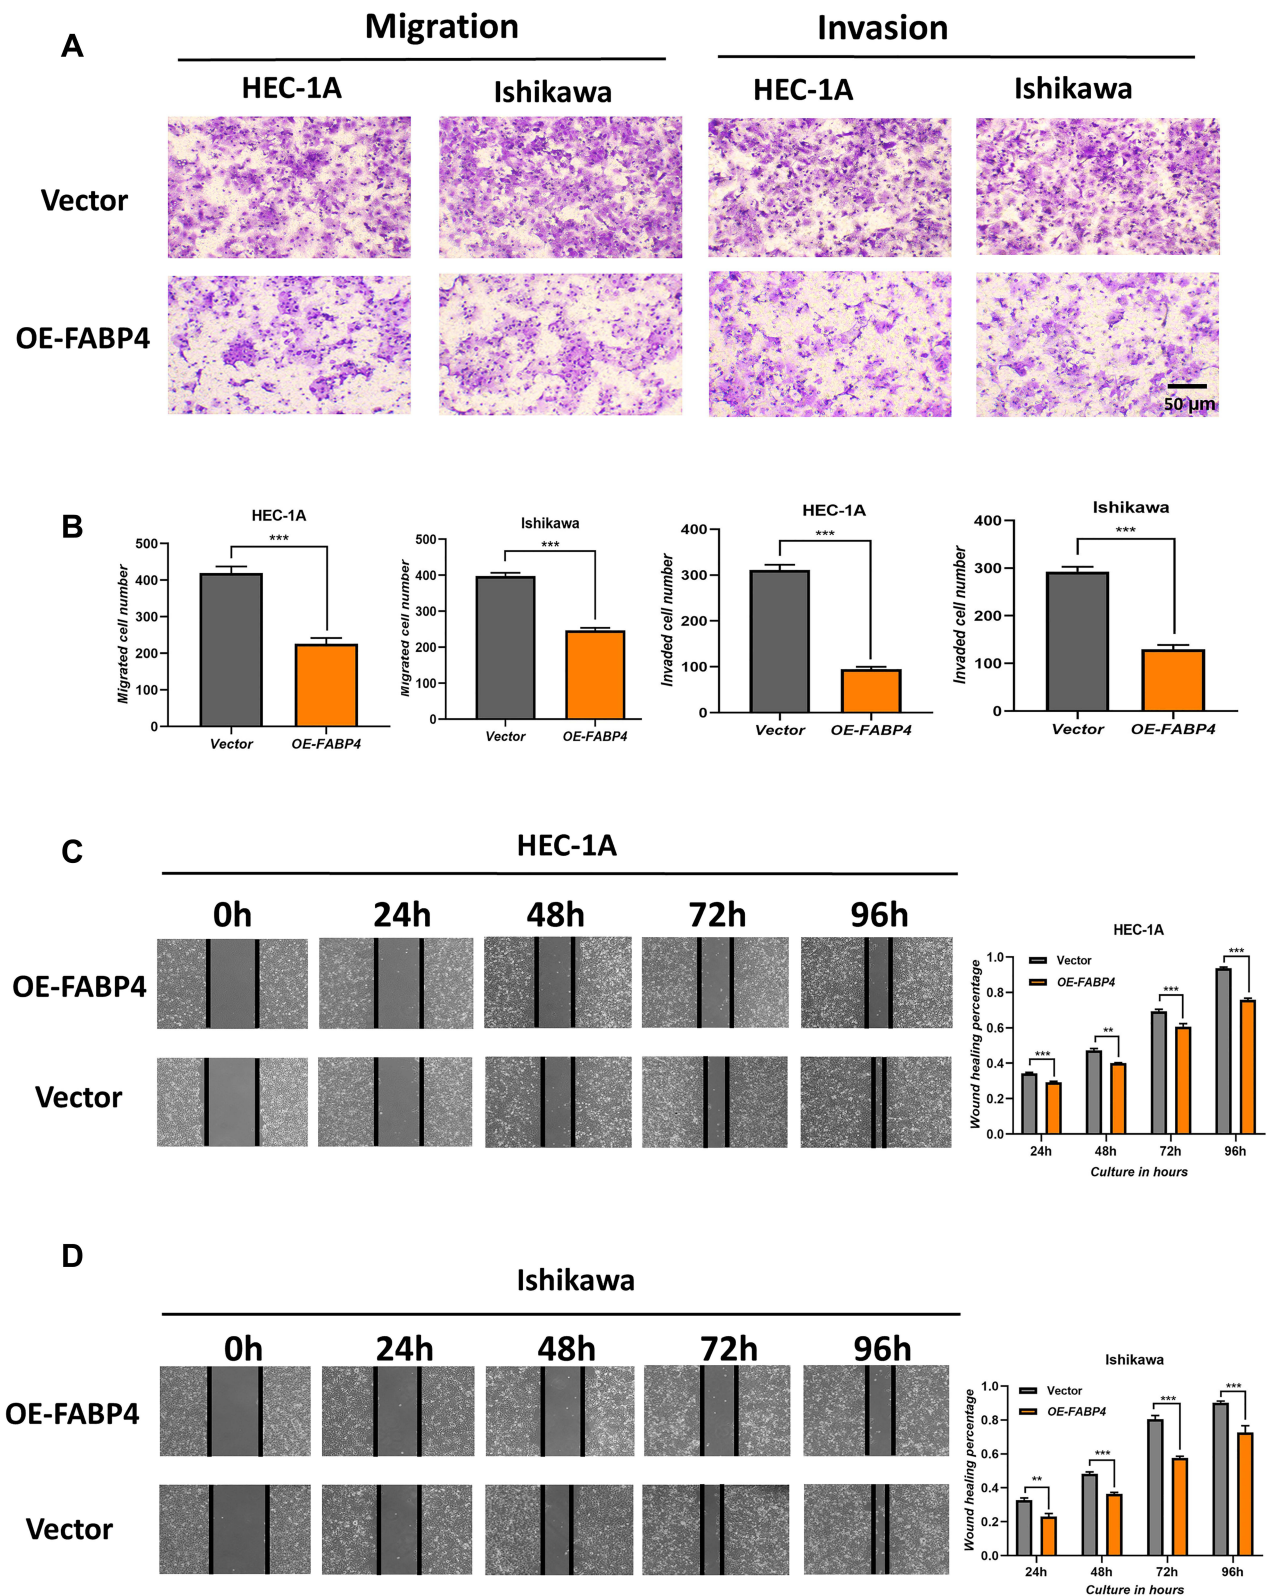 A
Migration
Invasion
HEC-1A
Ishikawa
HEC-1A
Ishikawa
Vector
OE-FABP4
50 μm
B
HEC-1A
***
Migrated cell number
500
400
300
200
100
0
Vector
OE-FABP4
Ishikawa
***
Migrated cell number
500
400
300
200
100
0
Vector
OE-FABP4
HEC-1A
***
Invaded cell number
400
300
200
100
0
Vector
OE-FABP4
Ishikawa
***
Invaded cell number
400
300
200
100
0
Vector
OE-FABP4
C
HEC-1A
0h
24h
48h
72h
96h
OE-FABP4
Vector
HEC-1A
Vector
OE-FABP4
Wound healing percentage
1.0
0.8
0.6
0.4
0.2
0.0
***
**
***
***
24h
48h
72h
96h
Culture in hours
D
Ishikawa
0h
24h
48h
72h
96h
OE-FABP4
Vector
Ishikawa
Vector
OE-FABP4
Wound healing percentage
1.0
0.8
0.6
0.4
0.2
0.0
**
***
***
***
24h
48h
72h
96h
Culture in hours